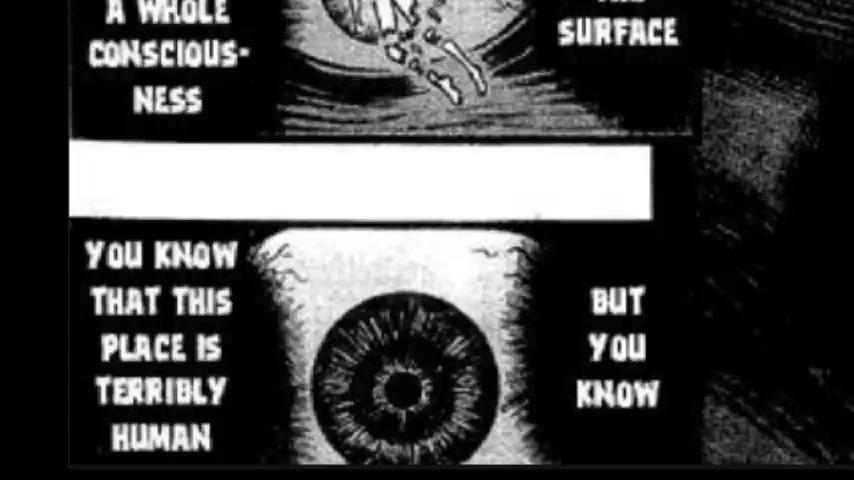 A WHOLE
CONSCIOUS-
NESS
SURFACE
YOU KNOW
THAT THIS
PLACE IS
TERRIBLY
HUMAN
BUT
YOU
KNOW